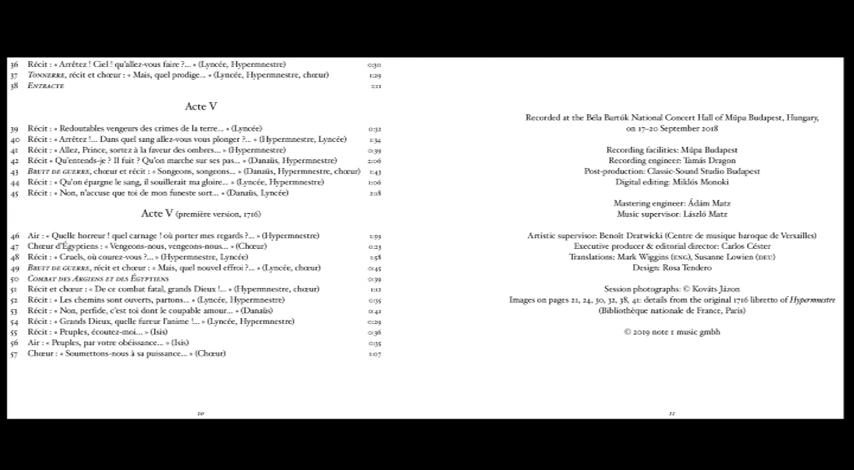 36 Récit : « Arrêtez ! Ciel ! qu'allez-vous faire ?... » (Lyncée, Hypermnestre) 0:30
37 Tonnerre, récit et chœur : « Mais, quel prodige... » (Lyncée, Hypermnestre, chœur) 1:29
38 Entracte 1:11
Acte V
39 Récit : « Redoutables vengeurs des crimes de la terre... » (Lyncée) 0:32
40 Récit : « Arrêtez !... Dans quel sang allez-vous vous plonger ?... » (Hypermnestre, Lyncée) 1:34
41 Récit : « Allez, Prince, sortez à la faveur des ombres... » (Hypermnestre) 0:39
42 Récit « Qu'entends-je ? Il fuit ? Qu'on marche sur ses pas... » (Danaüs, Hypermnestre) 2:06
43 Bruit de guerre, chœur et récit : « Songeons, songeons... » (Danaüs, Hypermnestre, chœur) 1:43
44 Récit : « Qu'on épargne le sang, il souillerait ma gloire... » (Lyncée, Hypermnestre) 1:06
45 Récit : « Non, n'accuse que toi de mon funeste sort... » (Danaüs, Lyncée) 2:18
Acte V (première version, 1716)
46 Air : « Quelle horreur ! quel carnage ! où porter mes regards ?... » (Hypermnestre) 1:59
47 Chœur d'Égyptiens : « Vengeons-nous, vengeons-nous... » (Chœur) 0:23
48 Récit : « Cruels, où courez-vous ?... » (Hypermnestre) 1:58
49 Bruit de guerre, récit et chœur : « Mais, quel nouvel effroi ?... » (Lyncée, chœur) 0:45
50 Combat des Argiens et des Égyptiens 0:39
51 Récit et chœur : « De ce combat fatal, grands Dieux !... » (Hypermnestre, chœur) 1:12
52 Récit : « Les chemins sont ouverts, partons... » (Lyncée, Hypermnestre) 0:35
53 Récit : « Non, perfide, c'est toi dont le coupable amour... » (Danaüs) 0:41
54 Récit : « Grands Dieux, quelle fureur l'anime !... » (Lyncée, Hypermnestre) 0:29
55 Récit : « Peuples, écoutez-moi... » (Isis) 0:36
56 Air : « Peuples, par votre obéissance... » (Isis) 0:35
57 Chœur : « Soumettons-nous à sa puissance... » (Chœur) 1:07
10
Recorded at the Béla Bartók National Concert Hall of Müpa Budapest, Hungary,
on 17-20 September 2018
Recording facilities: Müpa Budapest
Recording engineer: Tamás Dragon
Post-production: Classic-Sound Studio Budapest
Digital editing: Miklós Monoki
Mastering engineer: Ádám Matz
Music supervisor: László Matz
Artistic supervisor: Benoît Dratwicki (Centre de musique baroque de Versailles)
Executive producer & editorial director: Carlos Céster
Translations: Mark Wiggins (eng), Susanne Lowien (deu)
Design: Rosa Tendero
Session photographs: © Kováts Jázon
Images on pages 21, 24, 30, 32, 38, 41: details from the original 1716 libretto of Hypermnestre
(Bibliothèque nationale de France, Paris)
© 2019 note 1 music gmbh
11